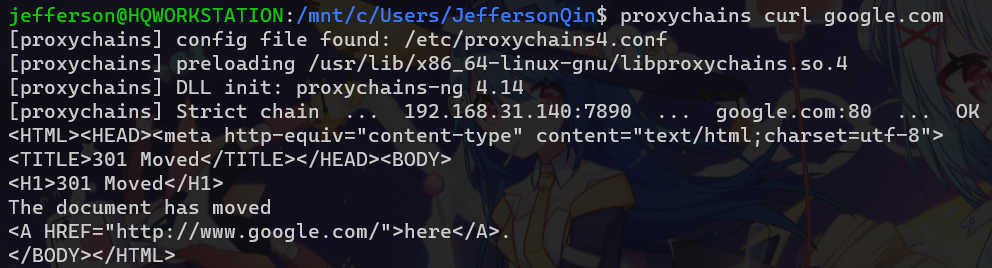 jefferson@HQWORKSTATION:/mnt/c/Users/JeffersonQin$ proxychains curl google.com
[proxychains] config file found: /etc/proxychains4.conf
[proxychains] preloading /usr/lib/x86_64-linux-gnu/libproxychains.so.4
[proxychains] DLL init: proxychains-ng 4.14
[proxychains] Strict chain  ...  192.168.31.140:7890  ...  google.com:80  ...  OK
<HTML><HEAD><meta http-equiv="content-type" content="text/html;charset=utf-8">
<TITLE>301 Moved</TITLE></HEAD><BODY>
<H1>301 Moved</H1>
The document has moved
<A HREF="http://www.google.com/">here</A>.
</BODY></HTML>